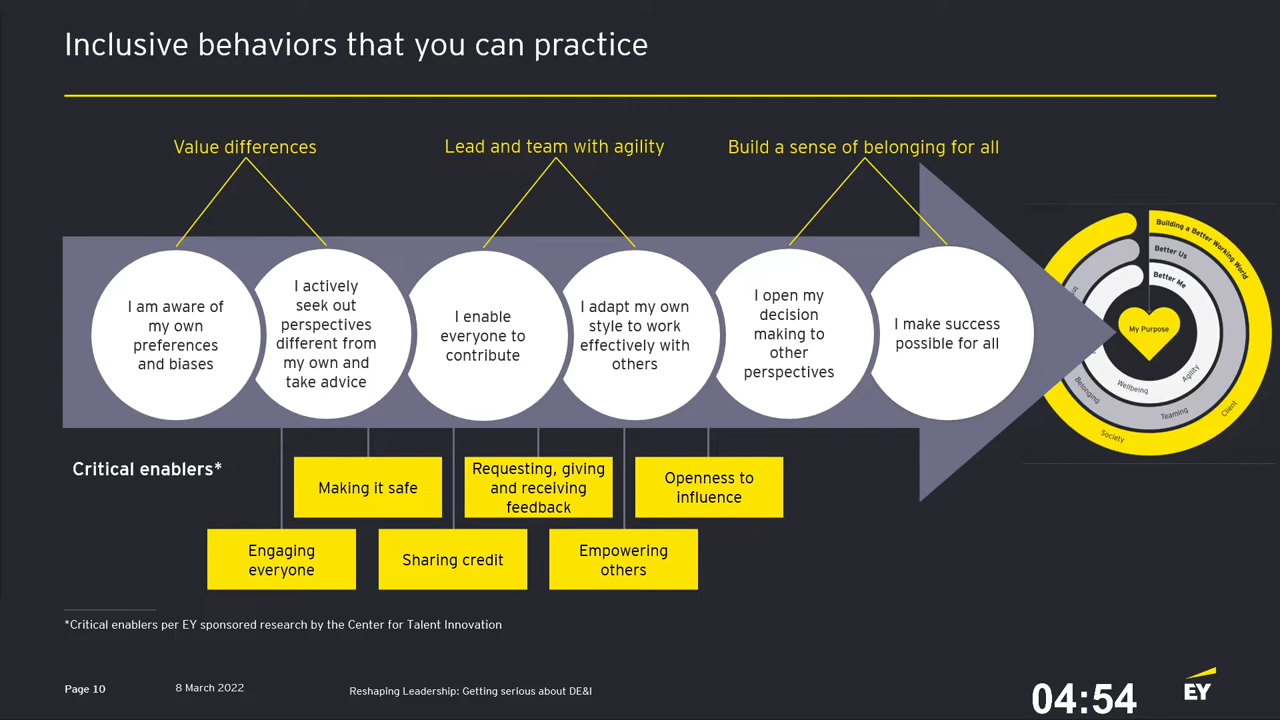 Inclusive behaviors that you can practice
Value differences
Lead and team with agility
Build a sense of belonging for all
I am aware of
my own
preferences
and biases
I actively
seek out
perspectives
different from
my own and
take advice
I enable
everyone to
contribute
I adapt my own
style to work
effectively with
others
I open my
decision
making to
other
perspectives
I make success
possible for all
Building a Better Working World
Better Us
Better Me
My Purpose
Wellbeing
Agility
Belonging
Teaming
Client
Society
Critical enablers*
Making it safe
Requesting, giving
and receiving
feedback
Openness to
influence
Engaging
everyone
Sharing credit
Empowering
others
*Critical enablers per EY sponsored research by the Center for Talent Innovation
Page 10
8 March 2022
Reshaping Leadership: Getting serious about DE&I
04:54
EY